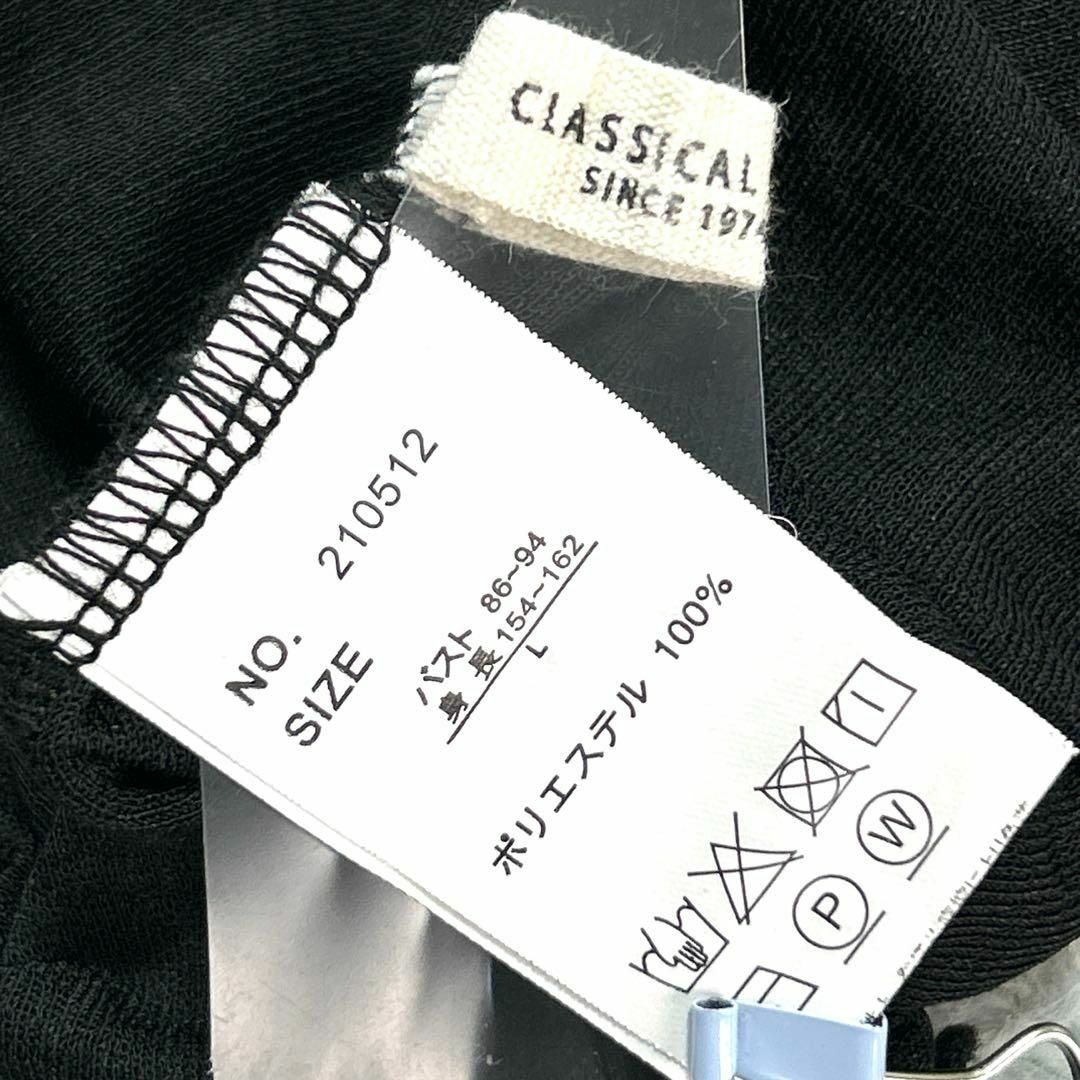 CLASSICAL
SINCE 197
NO. 210512
SIZE
バスト 86~94
身長 154~162
L
ポリエステル 100%
P
W